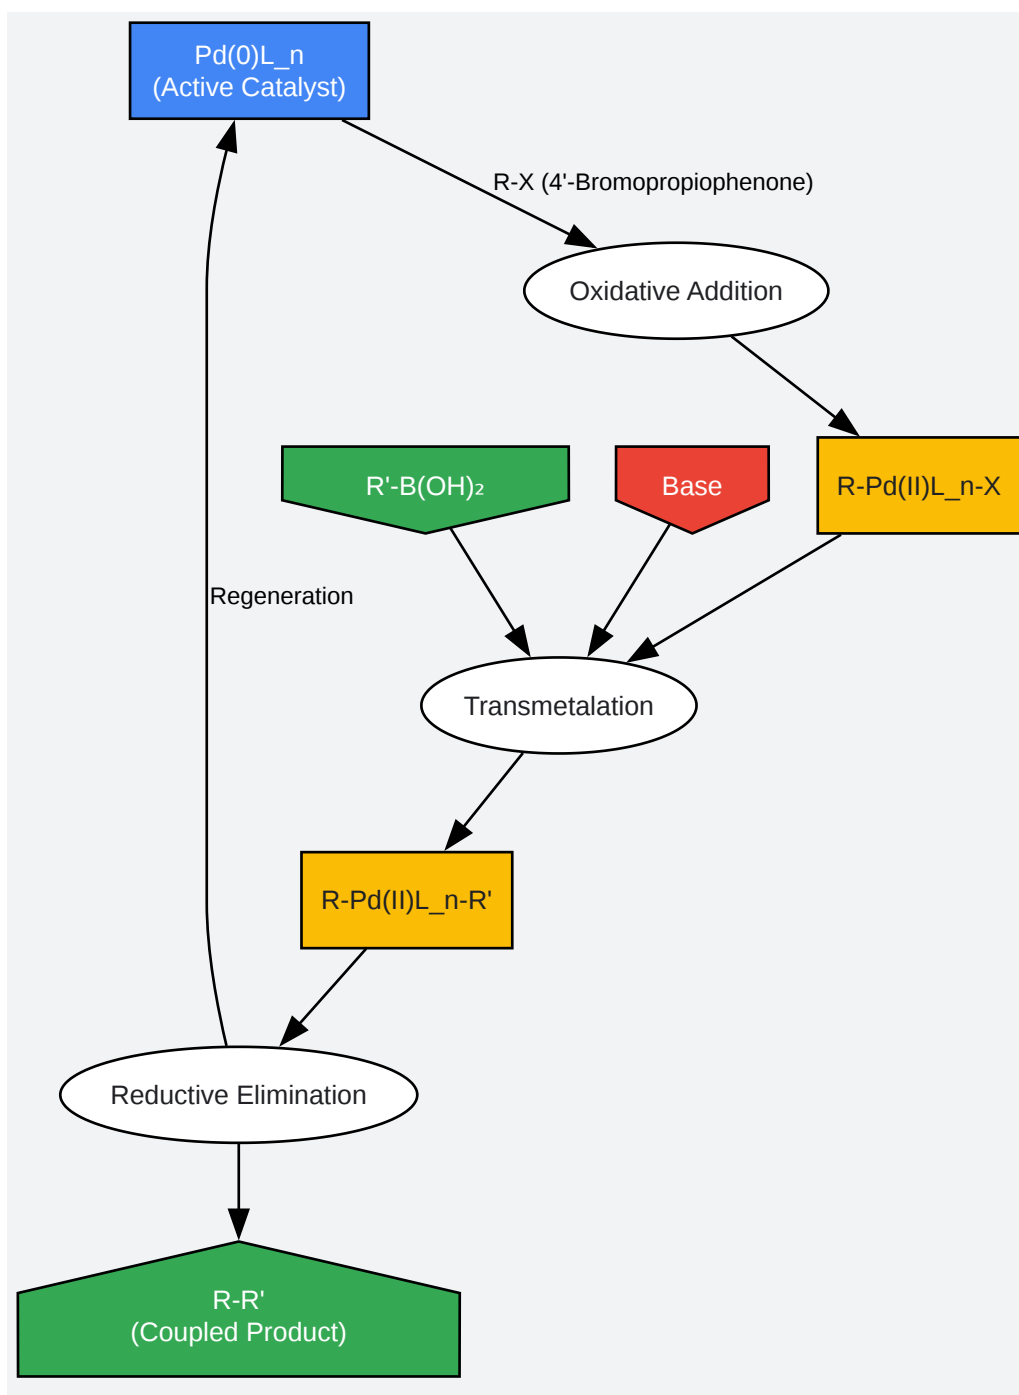 Pd(0)L_n
(Active Catalyst)
R-X (4'-Bromopropiophenone)
Oxidative Addition
R'-B(OH)₂
Base
R-Pd(II)L_n-X
Regeneration
Transmetalation
R-Pd(II)L_n-R'
Reductive Elimination
R-R'
(Coupled Product)